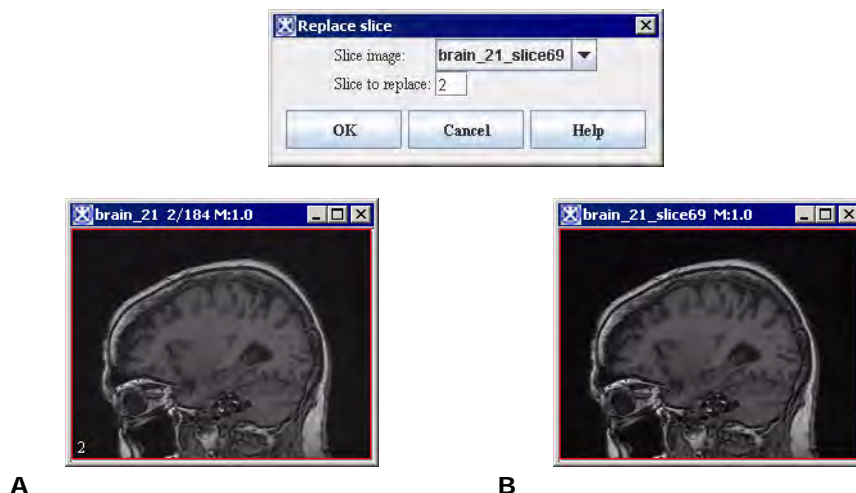 Replace slice
Slice image: brain_21_slice69
Slice to replace: 2
OK Cancel Help
brain_21 2/184 M:1.0
brain_21_slice69 M:1.0
2
A B